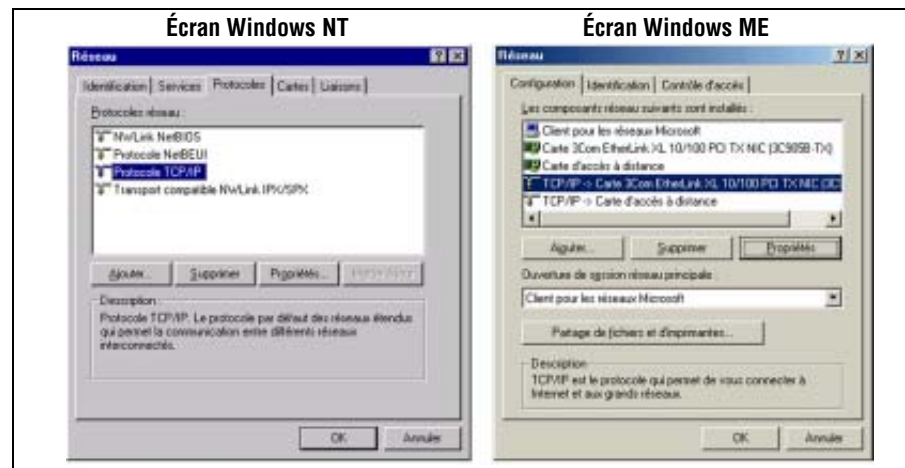 Écran Windows NT
Réseau
Identification Services Protocoles Cartes Liaisons
Protocoles réseau :
NWLink NetBIOS
Protocole NetBEUI
Protocole TCP/IP
Transport compatible NWLink IPX/SPX
Ajouter... Supprimer Propriétés...
Description :
Protocole TCP/IP. Le protocole par défaut des réseaux étendus
qui permet la communication entre différents réseaux
interconnectés.
OK Annuler
Écran Windows ME
Réseau
Configuration Identification Contrôle d'accès
Les composants réseau suivants sont installés :
Client pour les réseaux Microsoft
Carte 3Com EtherLink XL 10/100 PCI TX NIC (3C905B-TX)
Carte d'accès à distance
TCP/IP -> Carte 3Com EtherLink XL 10/100 PCI TX NIC (3C
TCP/IP -> Carte d'accès à distance
Ajouter... Supprimer Propriétés
Ouverture de session réseau principale :
Client pour les réseaux Microsoft
Partage de fichiers et d'imprimantes...
Description
TCP/IP est le protocole qui permet de vous connecter à
Internet et aux grands réseaux.
OK Annuler